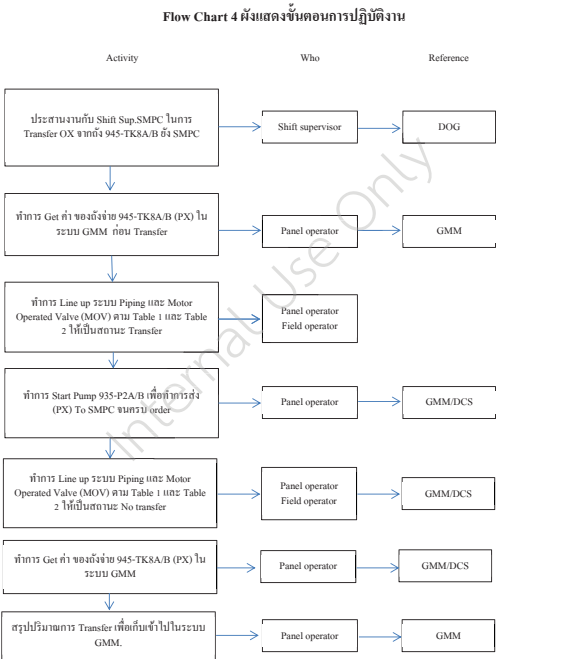 Flow Chart 4 ผังแสดงขั้นตอนการปฏิบัติงาน
Activity
Who
Reference
ประสานงานกับ Shift Sup.SMPC ในการ
Transfer OX จากถัง 945-TK8A/B ยัง SMPC
Shift supervisor
DOG
ทำการ Get ค่า ของถังจ่าย 945-TK8A/B (PX) ใน
ระบบ GMM ก่อน Transfer
Panel operator
GMM
ทำการ Line up ระบบ Piping และ Motor
Operated Valve (MOV) ตาม Table 1 และ Table
2 ให้เป็นสถานะ Transfer
Panel operator
Field operator
ทำการ Start Pump 935-P2A/B เพื่อทำการส่ง
(PX) To SMPC จนครบ order
Panel operator
GMM/DCS
ทำการ Line up ระบบ Piping และ Motor
Operated Valve (MOV) ตาม Table 1 และ Table
2 ให้เป็นสถานะ No transfer
Panel operator
Field operator
GMM/DCS
ทำการ Get ค่า ของถังจ่าย 945-TK8A/B (PX) ใน
ระบบ GMM
Panel operator
GMM/DCS
สรุปปริมาณการ Transfer เพื่อเก็บเข้าไปในระบบ
GMM.
Panel operator
GMM
Internal Use Only